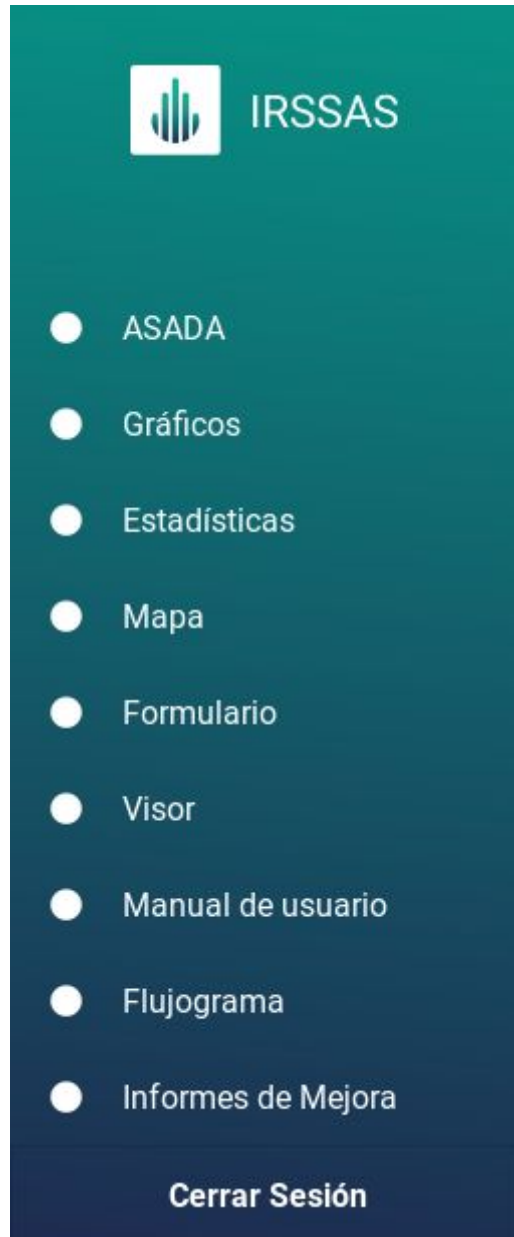 IRSSAS
ASADA
Gráficos
Estadísticas
Mapa
Formulario
Visor
Manual de usuario
Flujograma
Informes de Mejora
Cerrar Sesión